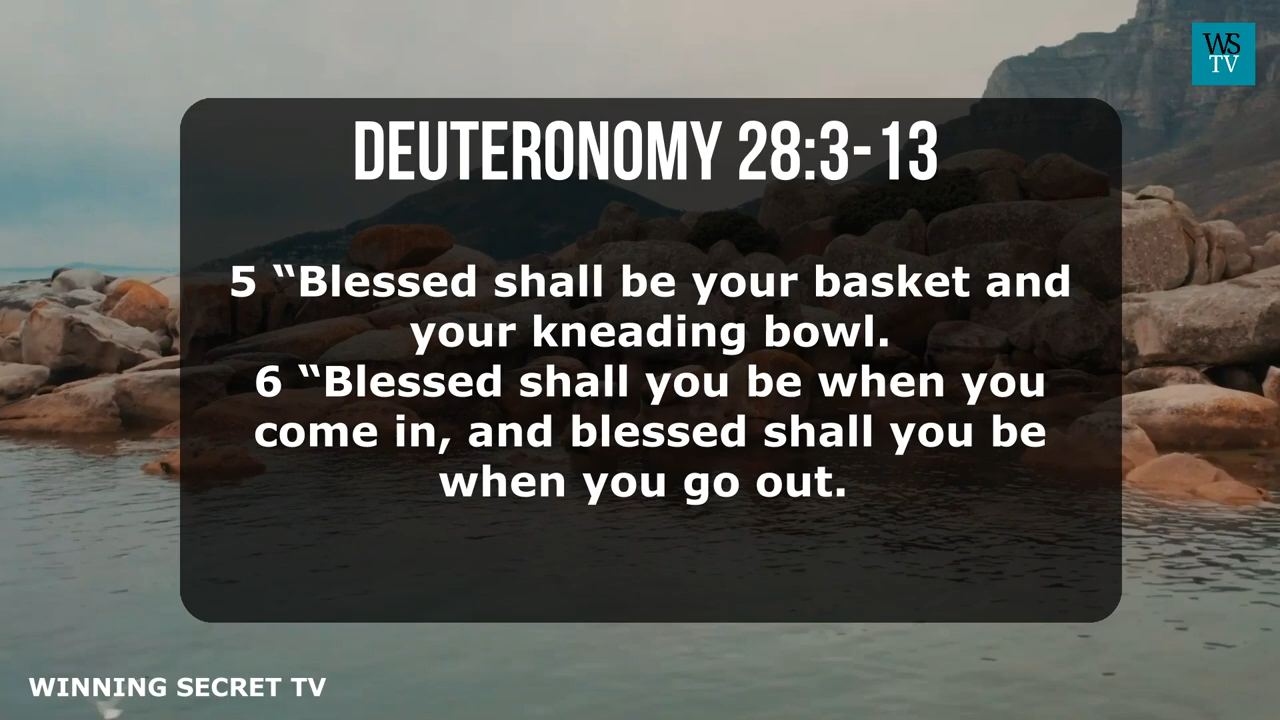 WS
TV
DEUTERONOMY 28:3-13
5 “Blessed shall be your basket and
your kneading bowl.
6 “Blessed shall you be when you
come in, and blessed shall you be
when you go out.
WINNING SECRET TV